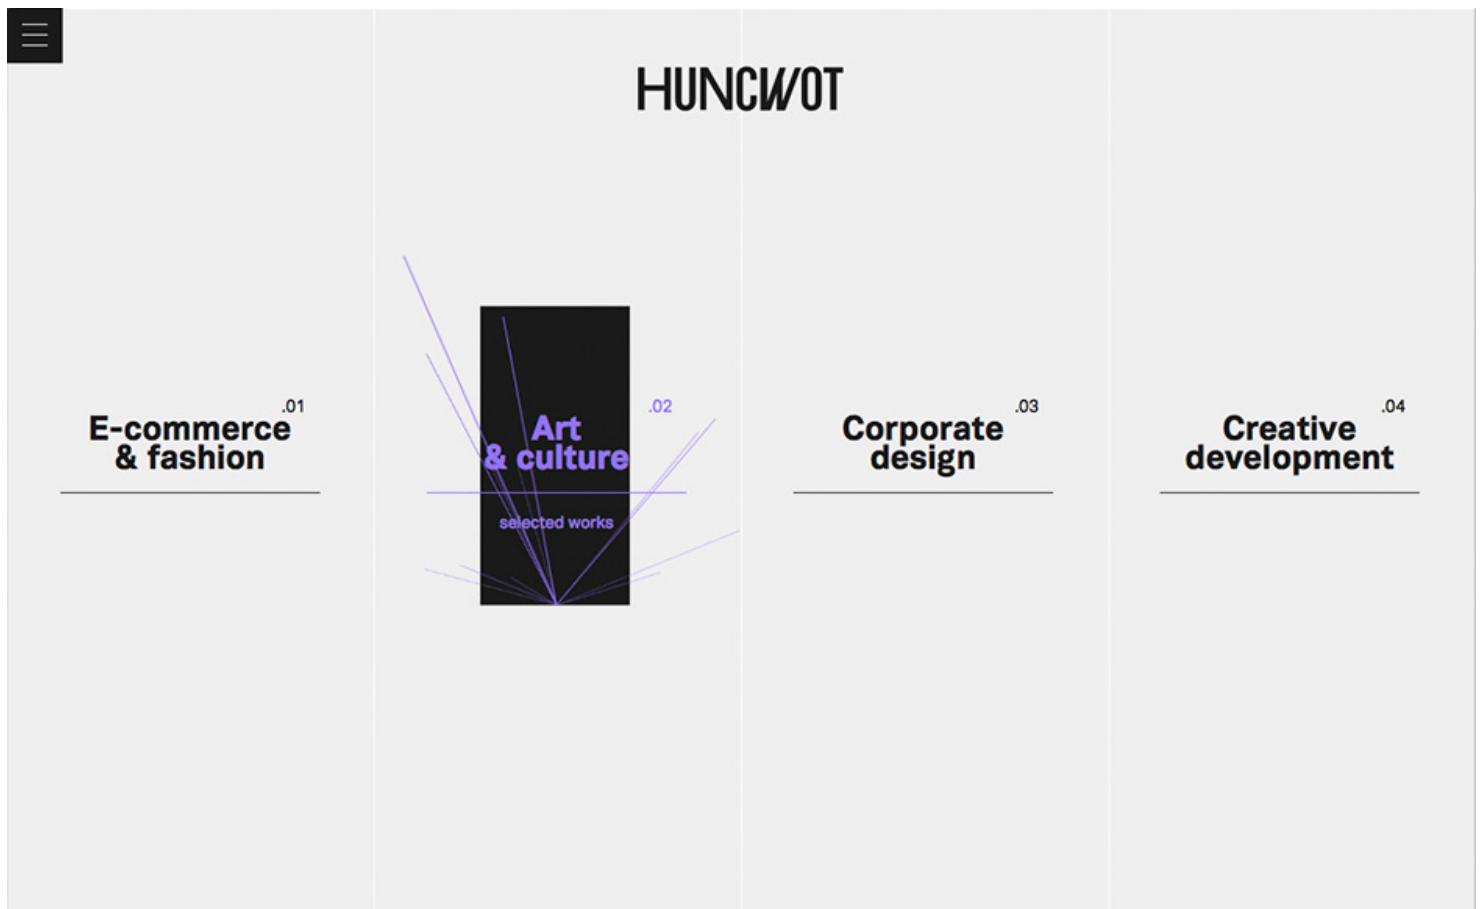 HUNCWOT
.01
E-commerce
& fashion
.02
Art
& culture
selected works
.03
Corporate
design
.04
Creative
development